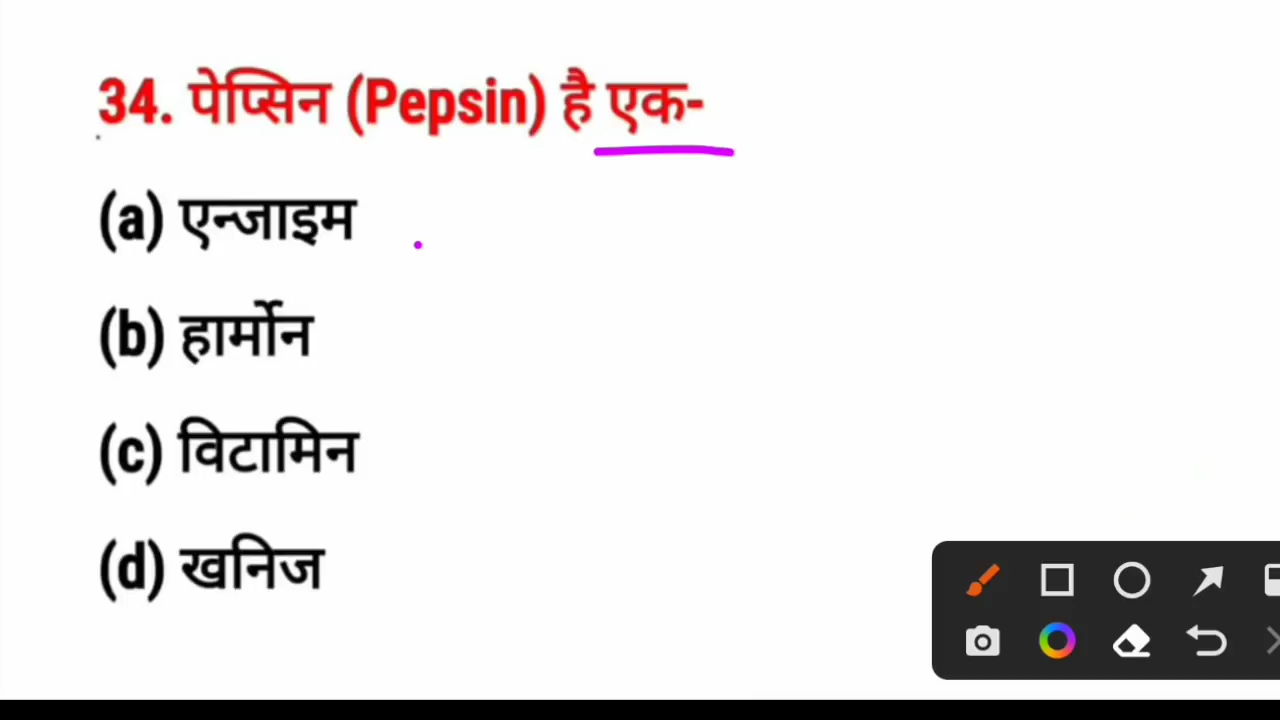 34. पेप्सिन (Pepsin) है एक-
(a) एन्जाइम
(b) हार्मोन
(c) विटामिन
(d) खनिज